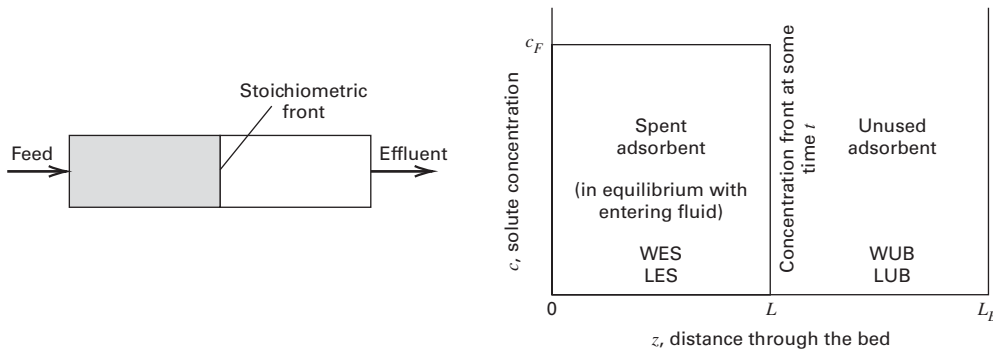 Stoichiometric
front
Feed
Effluent
c, solute concentration
c_F
Spent
adsorbent
(in equilibrium with
entering fluid)
WES
LES
Concentration front at some
time t
Unused
adsorbent
WUB
LUB
0
L
L_B
z, distance through the bed